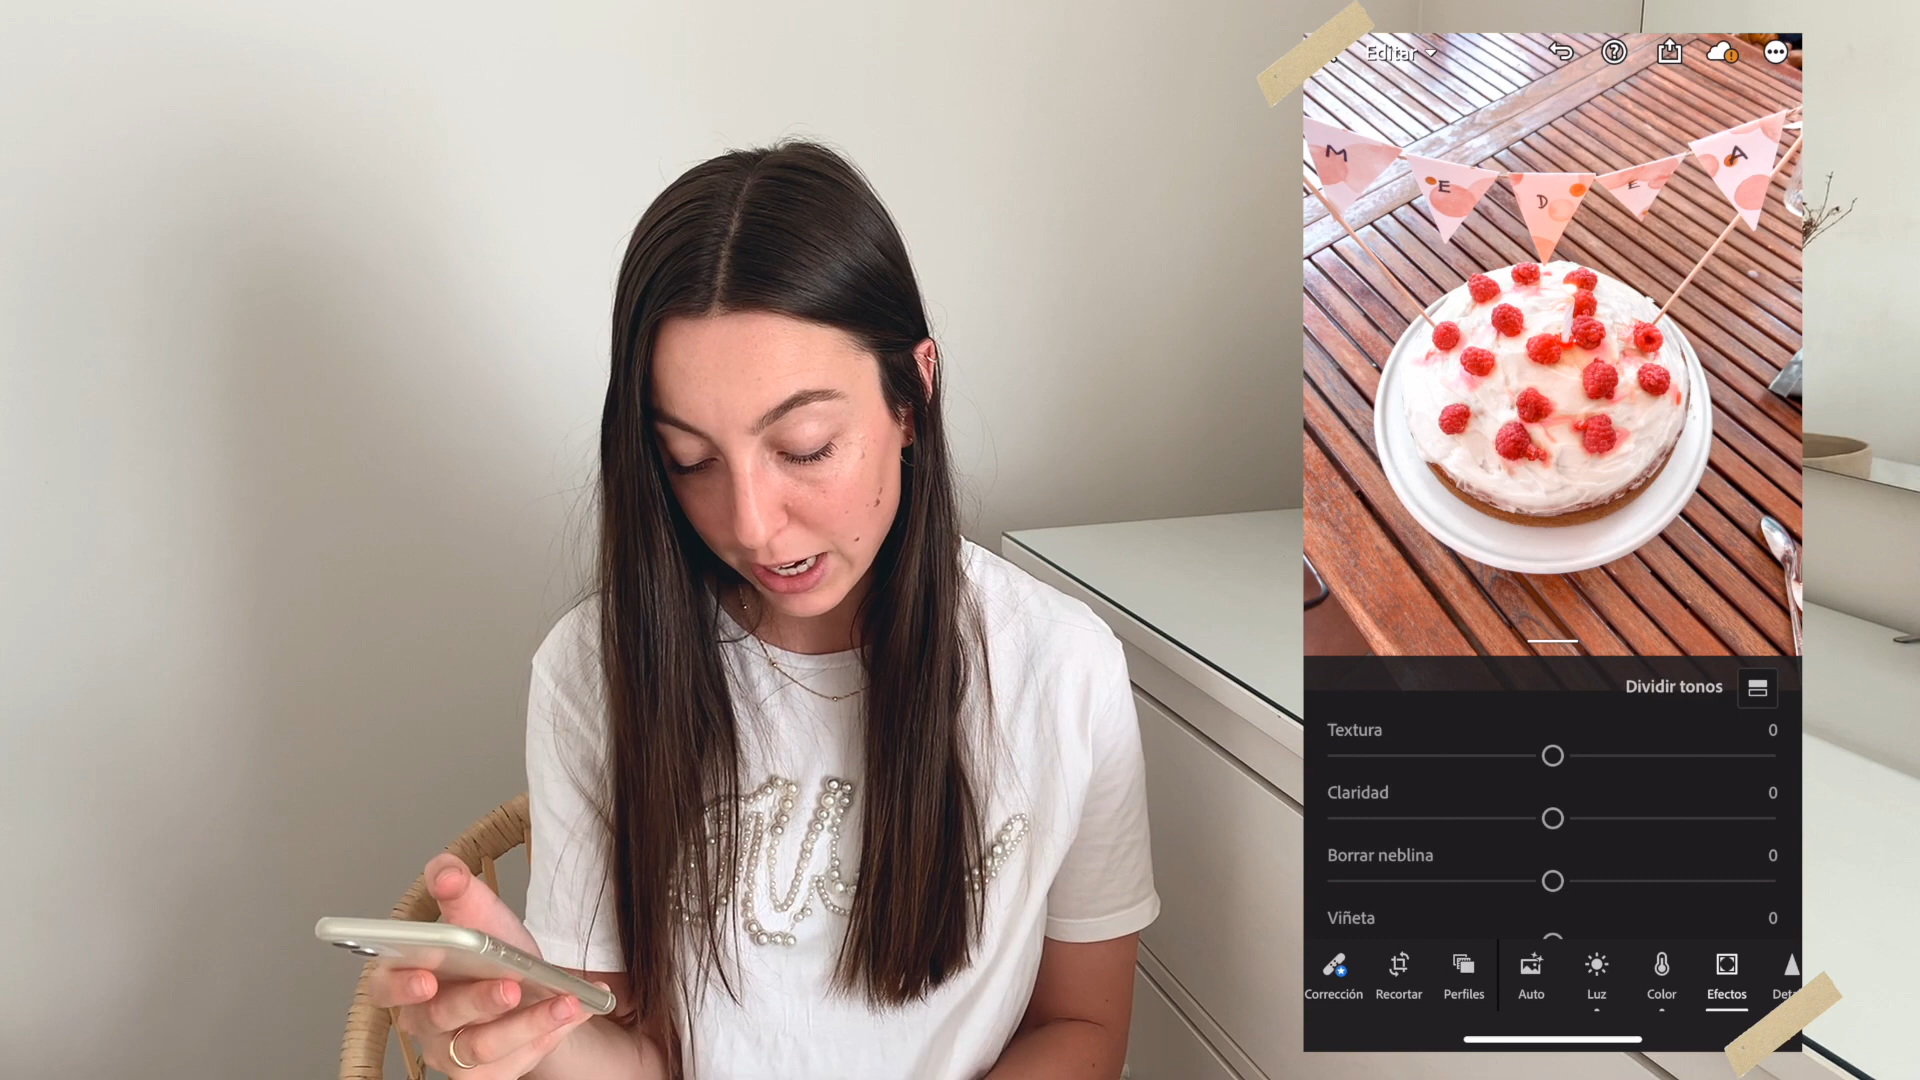 Editar
M E D E A
Dividir tonos
Textura 0
Claridad 0
Borrar neblina 0
Viñeta 0
Corrección Recortar Perfiles Auto Luz Color Efectos